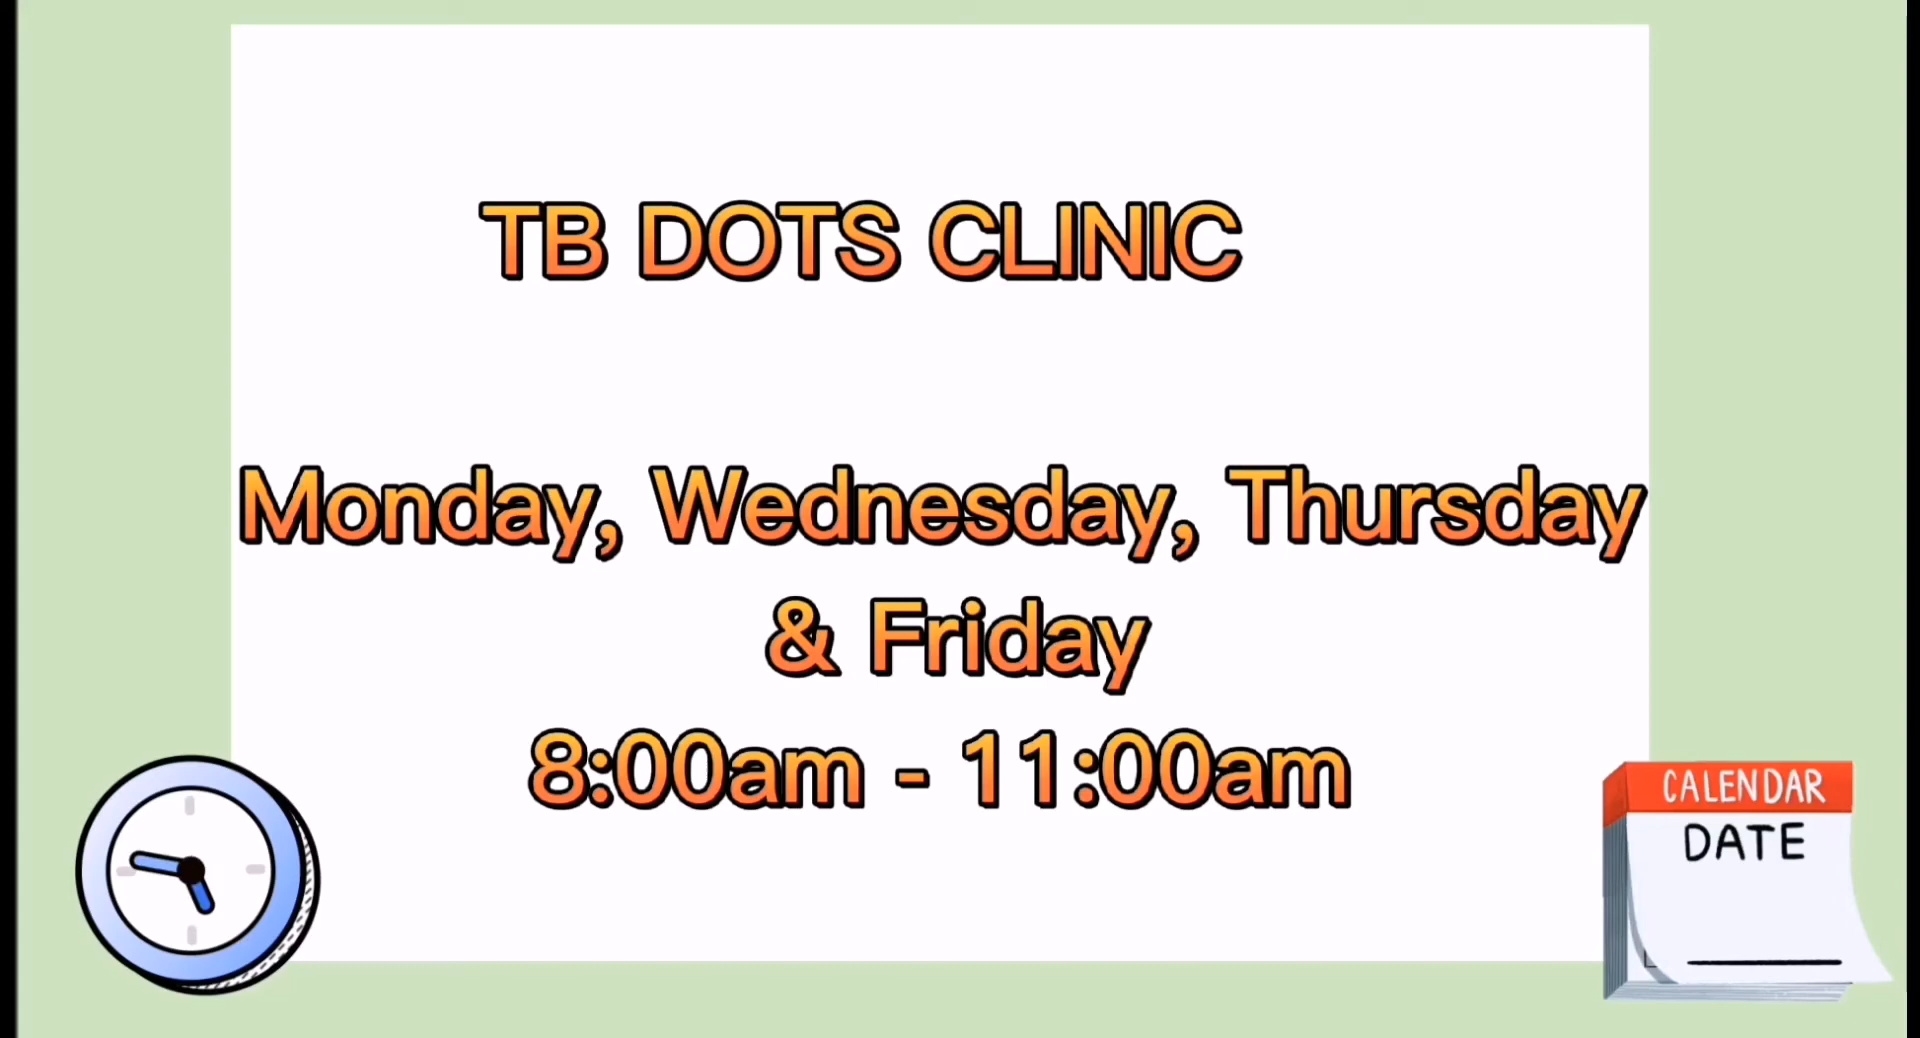 TB DOTS CLINIC
Monday, Wednesday, Thursday
& Friday
8:00am - 11:00am
CALENDAR
DATE